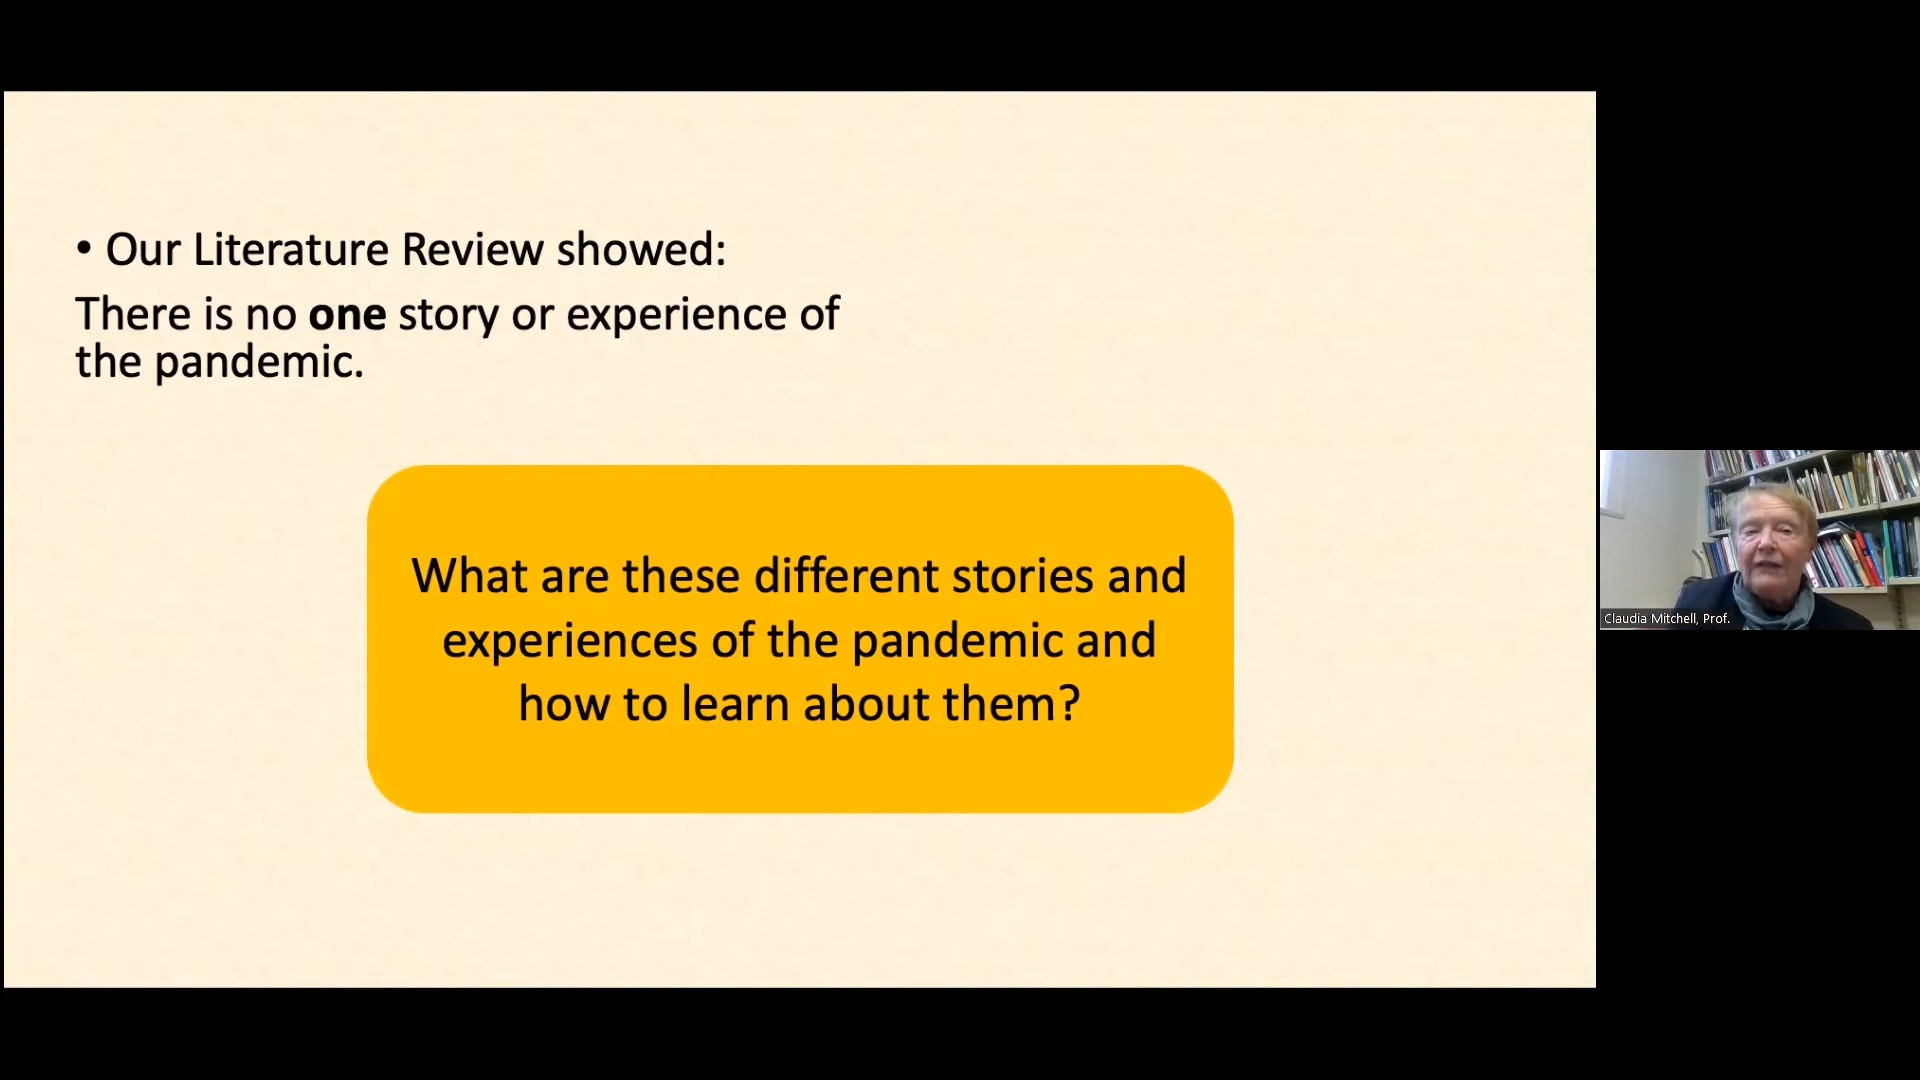 • Our Literature Review showed:
There is no one story or experience of
the pandemic.
What are these different stories and
experiences of the pandemic and
how to learn about them?
Claudia Mitchell, Prof.